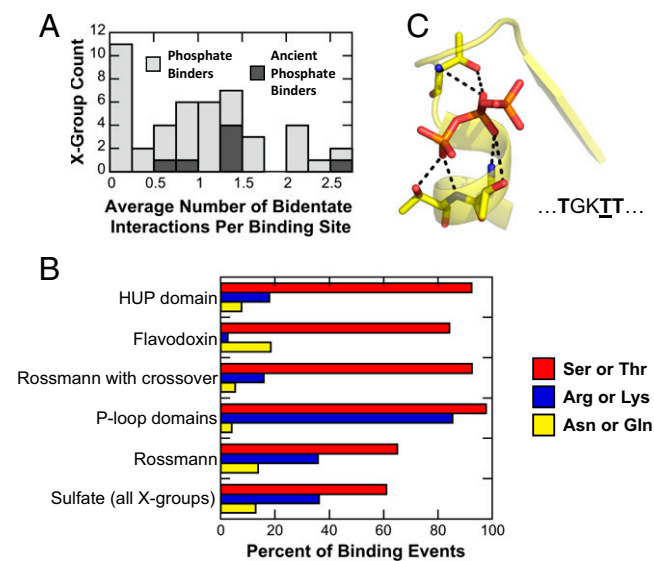 A
X-Group Count
12
10
8
6
4
2
0
Phosphate
Binders
Ancient
Phosphate
Binders
0 0.5 1 1.5 2 2.5
Average Number of Bidentate
Interactions Per Binding Site
C
...TGKTT...
B
HUP domain
Flavodoxin
Rossmann with crossover
P-loop domains
Rossmann
Sulfate (all X-groups)
0 20 40 60 80 100
Percent of Binding Events
Ser or Thr
Arg or Lys
Asn or Gln